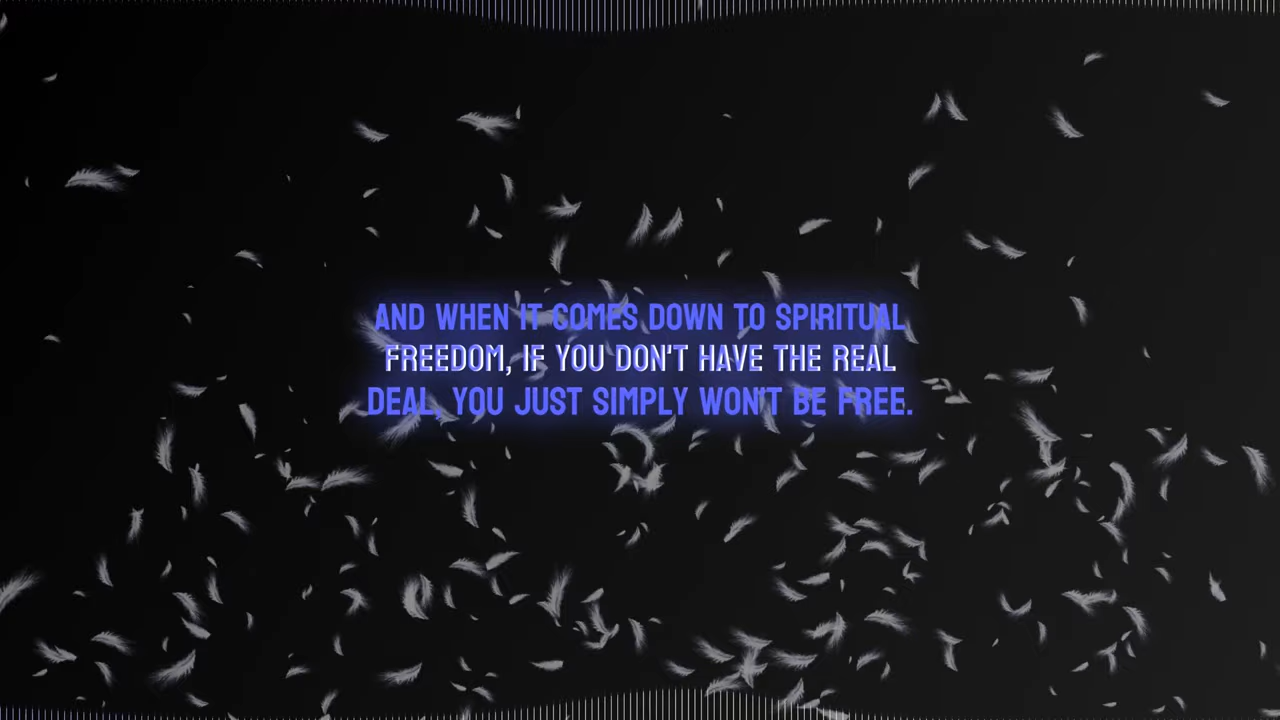 AND WHEN IT COMES DOWN TO SPIRITUAL
FREEDOM, IF YOU DON'T HAVE THE REAL
DEAL, YOU JUST SIMPLY WON'T BE FREE.